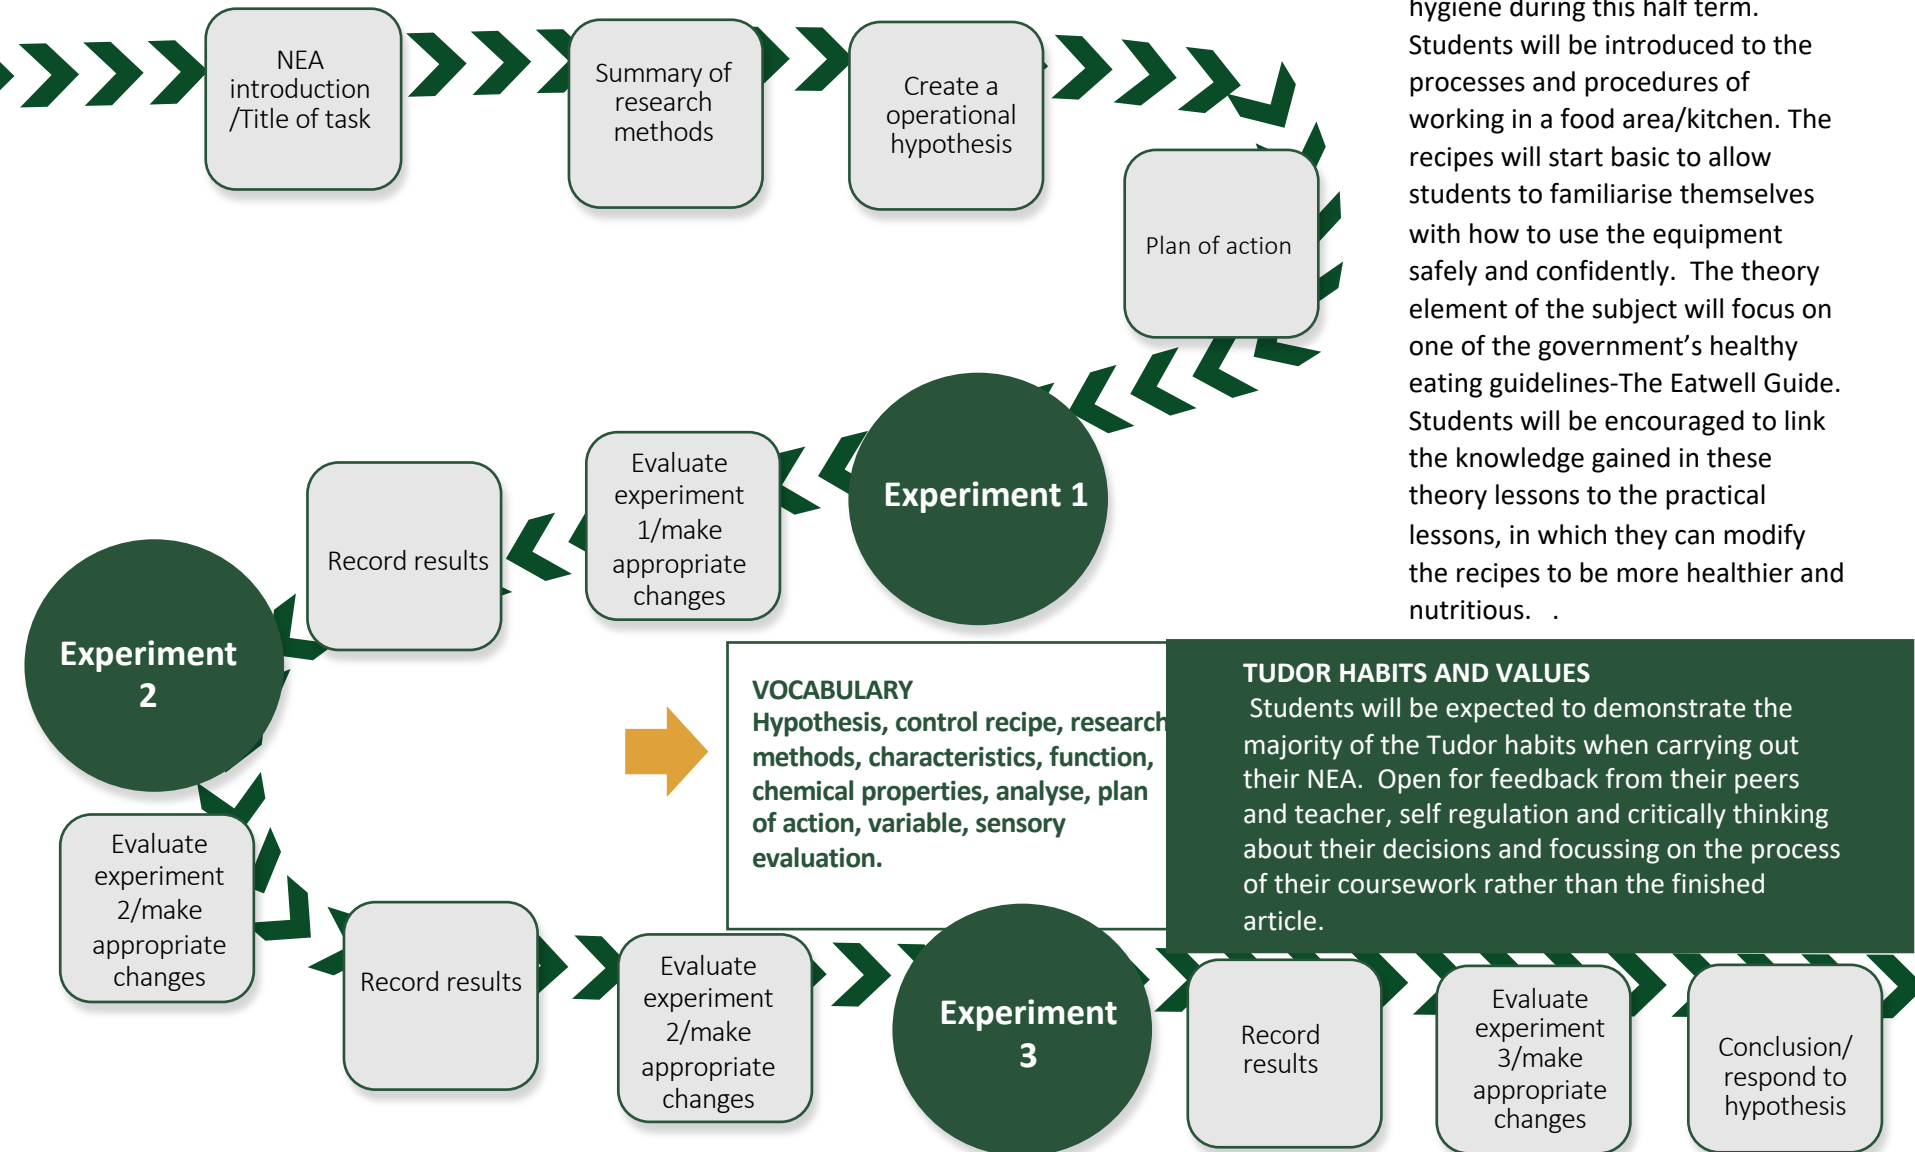 NEA
introduction
/Title of task
Summary of
research
methods
Create a
operational
hypothesis
Plan of action
Experiment 1
Evaluate
experiment
1/make
appropriate
changes
Record results
Experiment
2
Evaluate
experiment
2/make
appropriate
changes
Record results
Evaluate
experiment
2/make
appropriate
changes
Experiment
3
Record
results
Evaluate
experiment
3/make
appropriate
changes
Conclusion/
respond to
hypothesis
hygiene during this half term.
Students will be introduced to the
processes and procedures of
working in a food area/kitchen. The
recipes will start basic to allow
students to familiarise themselves
with how to use the equipment
safely and confidently.  The theory
element of the subject will focus on
one of the government’s healthy
eating guidelines-The Eatwell Guide.
Students will be encouraged to link
the knowledge gained in these
theory lessons to the practical
lessons, in which they can modify
the recipes to be more healthier and
nutritious.   .
VOCABULARY
Hypothesis, control recipe, research
methods, characteristics, function,
chemical properties, analyse, plan
of action, variable, sensory
evaluation.
TUDOR HABITS AND VALUES
Students will be expected to demonstrate the
majority of the Tudor habits when carrying out
their NEA.  Open for feedback from their peers
and teacher, self regulation and critically thinking
about their decisions and focussing on the process
of their coursework rather than the finished
article.